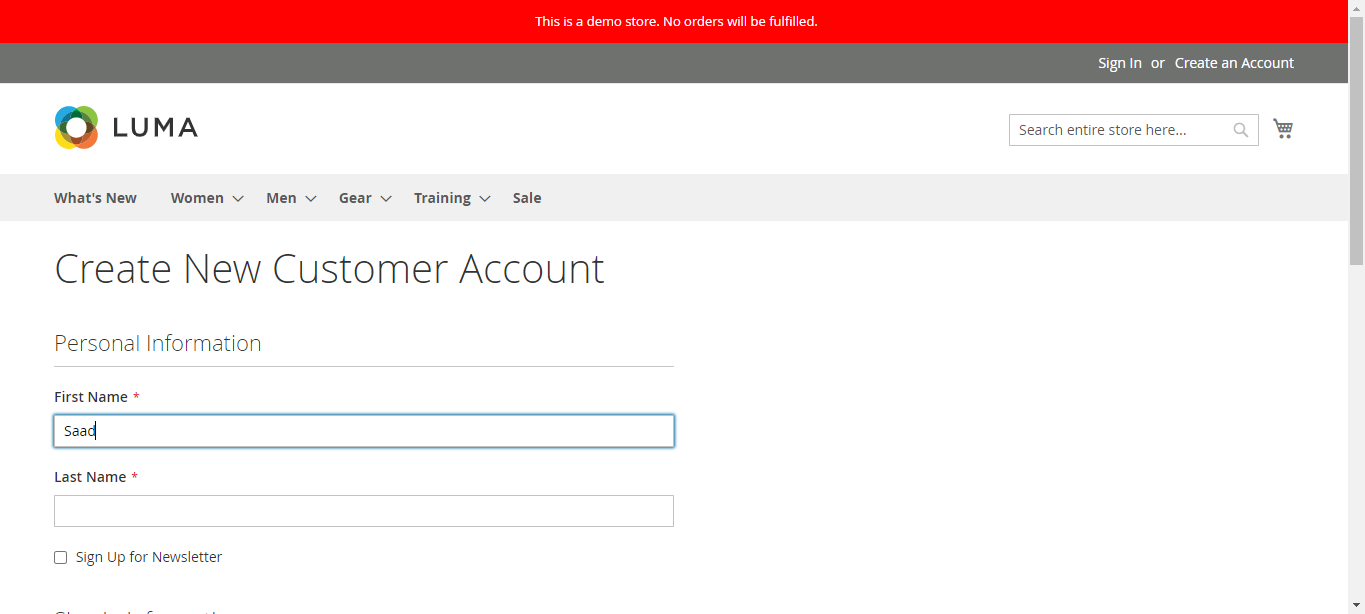 This is a demo store. No orders will be fulfilled.
Sign In or Create an Account
LUMA
Search entire store here...
What's New Women Men Gear Training Sale
Create New Customer Account
Personal Information
First Name *
Saad
Last Name *
Sign Up for Newsletter